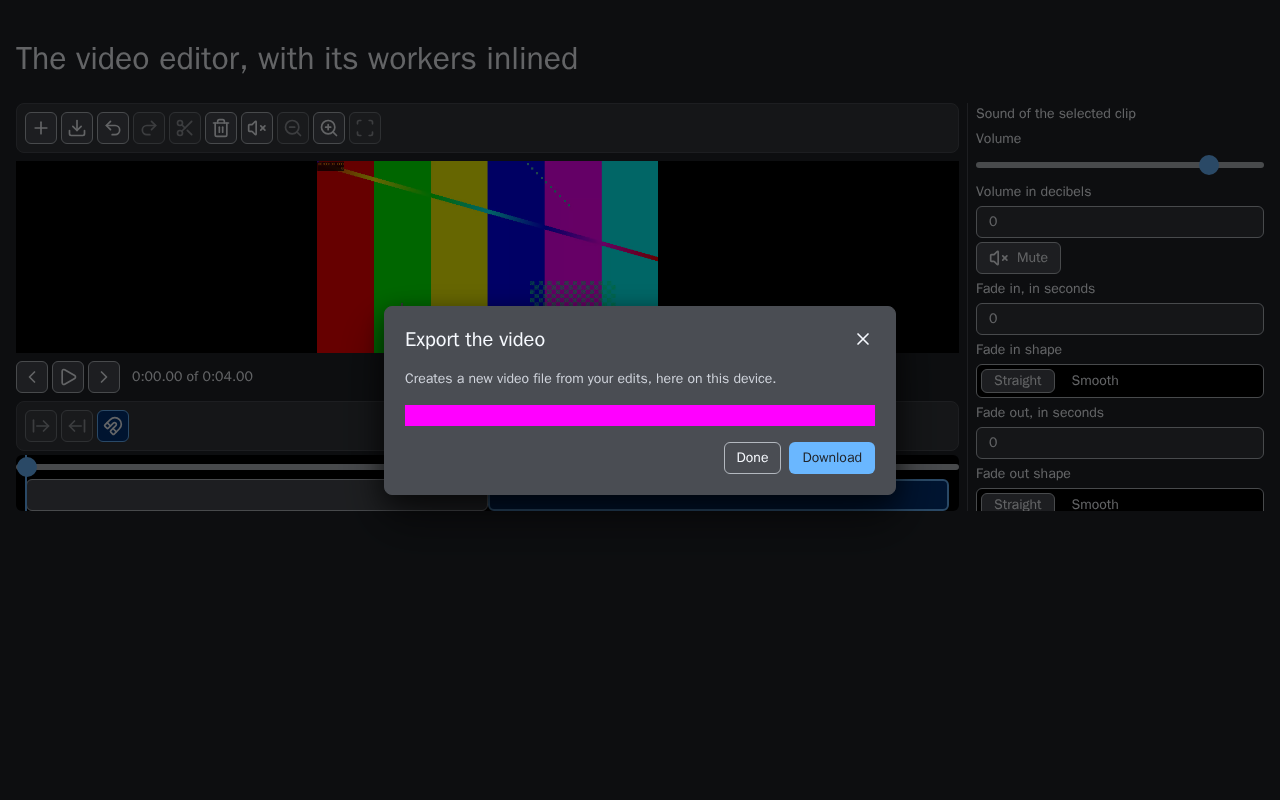 The video editor, with its workers inlined
Sound of the selected clip
Volume
Volume in decibels
0
Mute
Fade in, in seconds
0
Fade in shape
Straight Smooth
Fade out, in seconds
0
Fade out shape
Straight Smooth
0:00.00 of 0:04.00
Export the video
Creates a new video file from your edits, here on this device.
Done Download